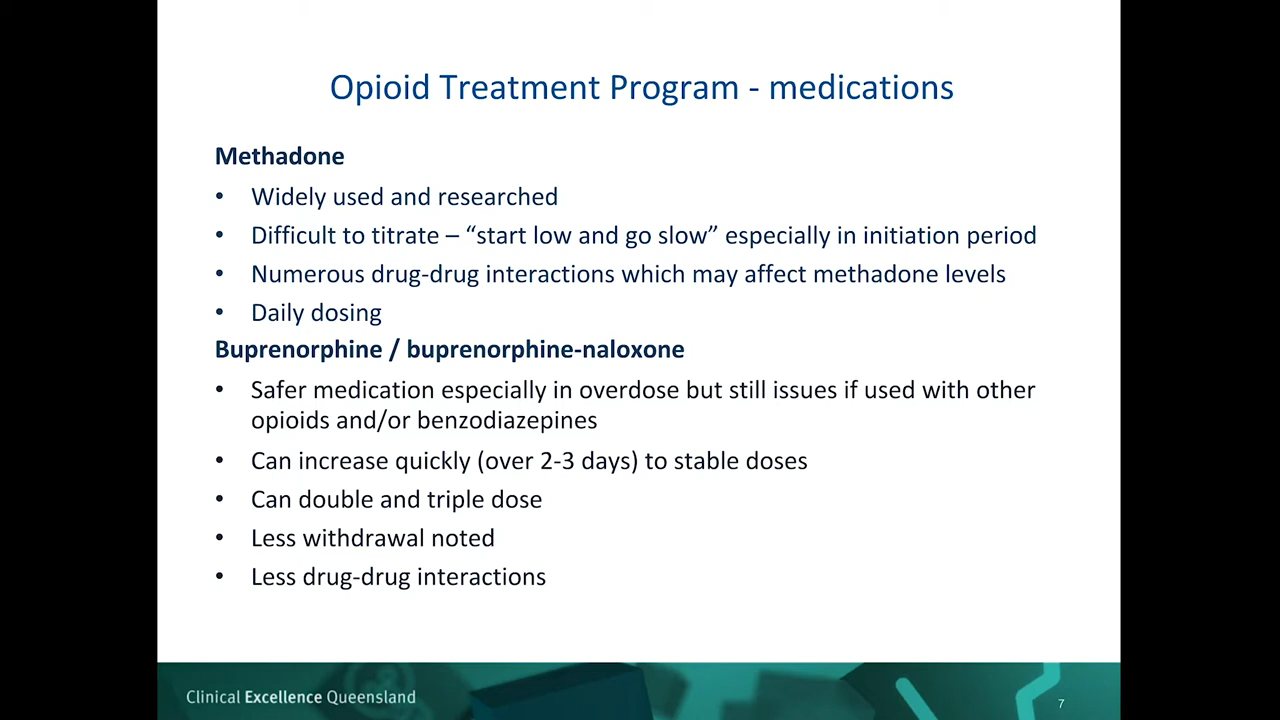 Opioid Treatment Program - medications
Methadone
• Widely used and researched
• Difficult to titrate – “start low and go slow” especially in initiation period
• Numerous drug-drug interactions which may affect methadone levels
• Daily dosing
Buprenorphine / buprenorphine-naloxone
• Safer medication especially in overdose but still issues if used with other
opioids and/or benzodiazepines
• Can increase quickly (over 2-3 days) to stable doses
• Can double and triple dose
• Less withdrawal noted
• Less drug-drug interactions
Clinical Excellence Queensland
7